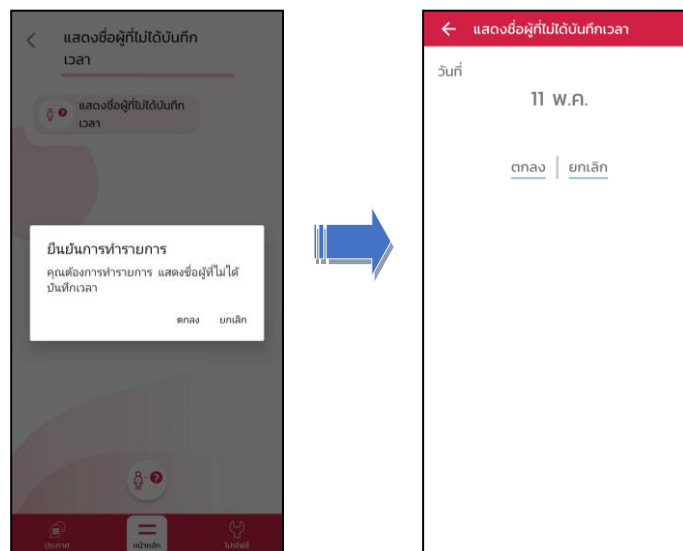 แสดงชื่อผู้ที่ไม่ได้บันทึก
เวลา
แสดงชื่อผู้ที่ไม่ได้บันทึก
เวลา
ยืนยันการทำรายการ
คุณต้องการทำรายการ แสดงชื่อผู้ที่ไม่ได้
บันทึกเวลา
ตกลง ยกเลิก
ประกาศ หน้าหลัก โปรไฟล์
แสดงชื่อผู้ที่ไม่ได้บันทึกเวลา
วันที่
11 พ.ค.
ตกลง ยกเลิก